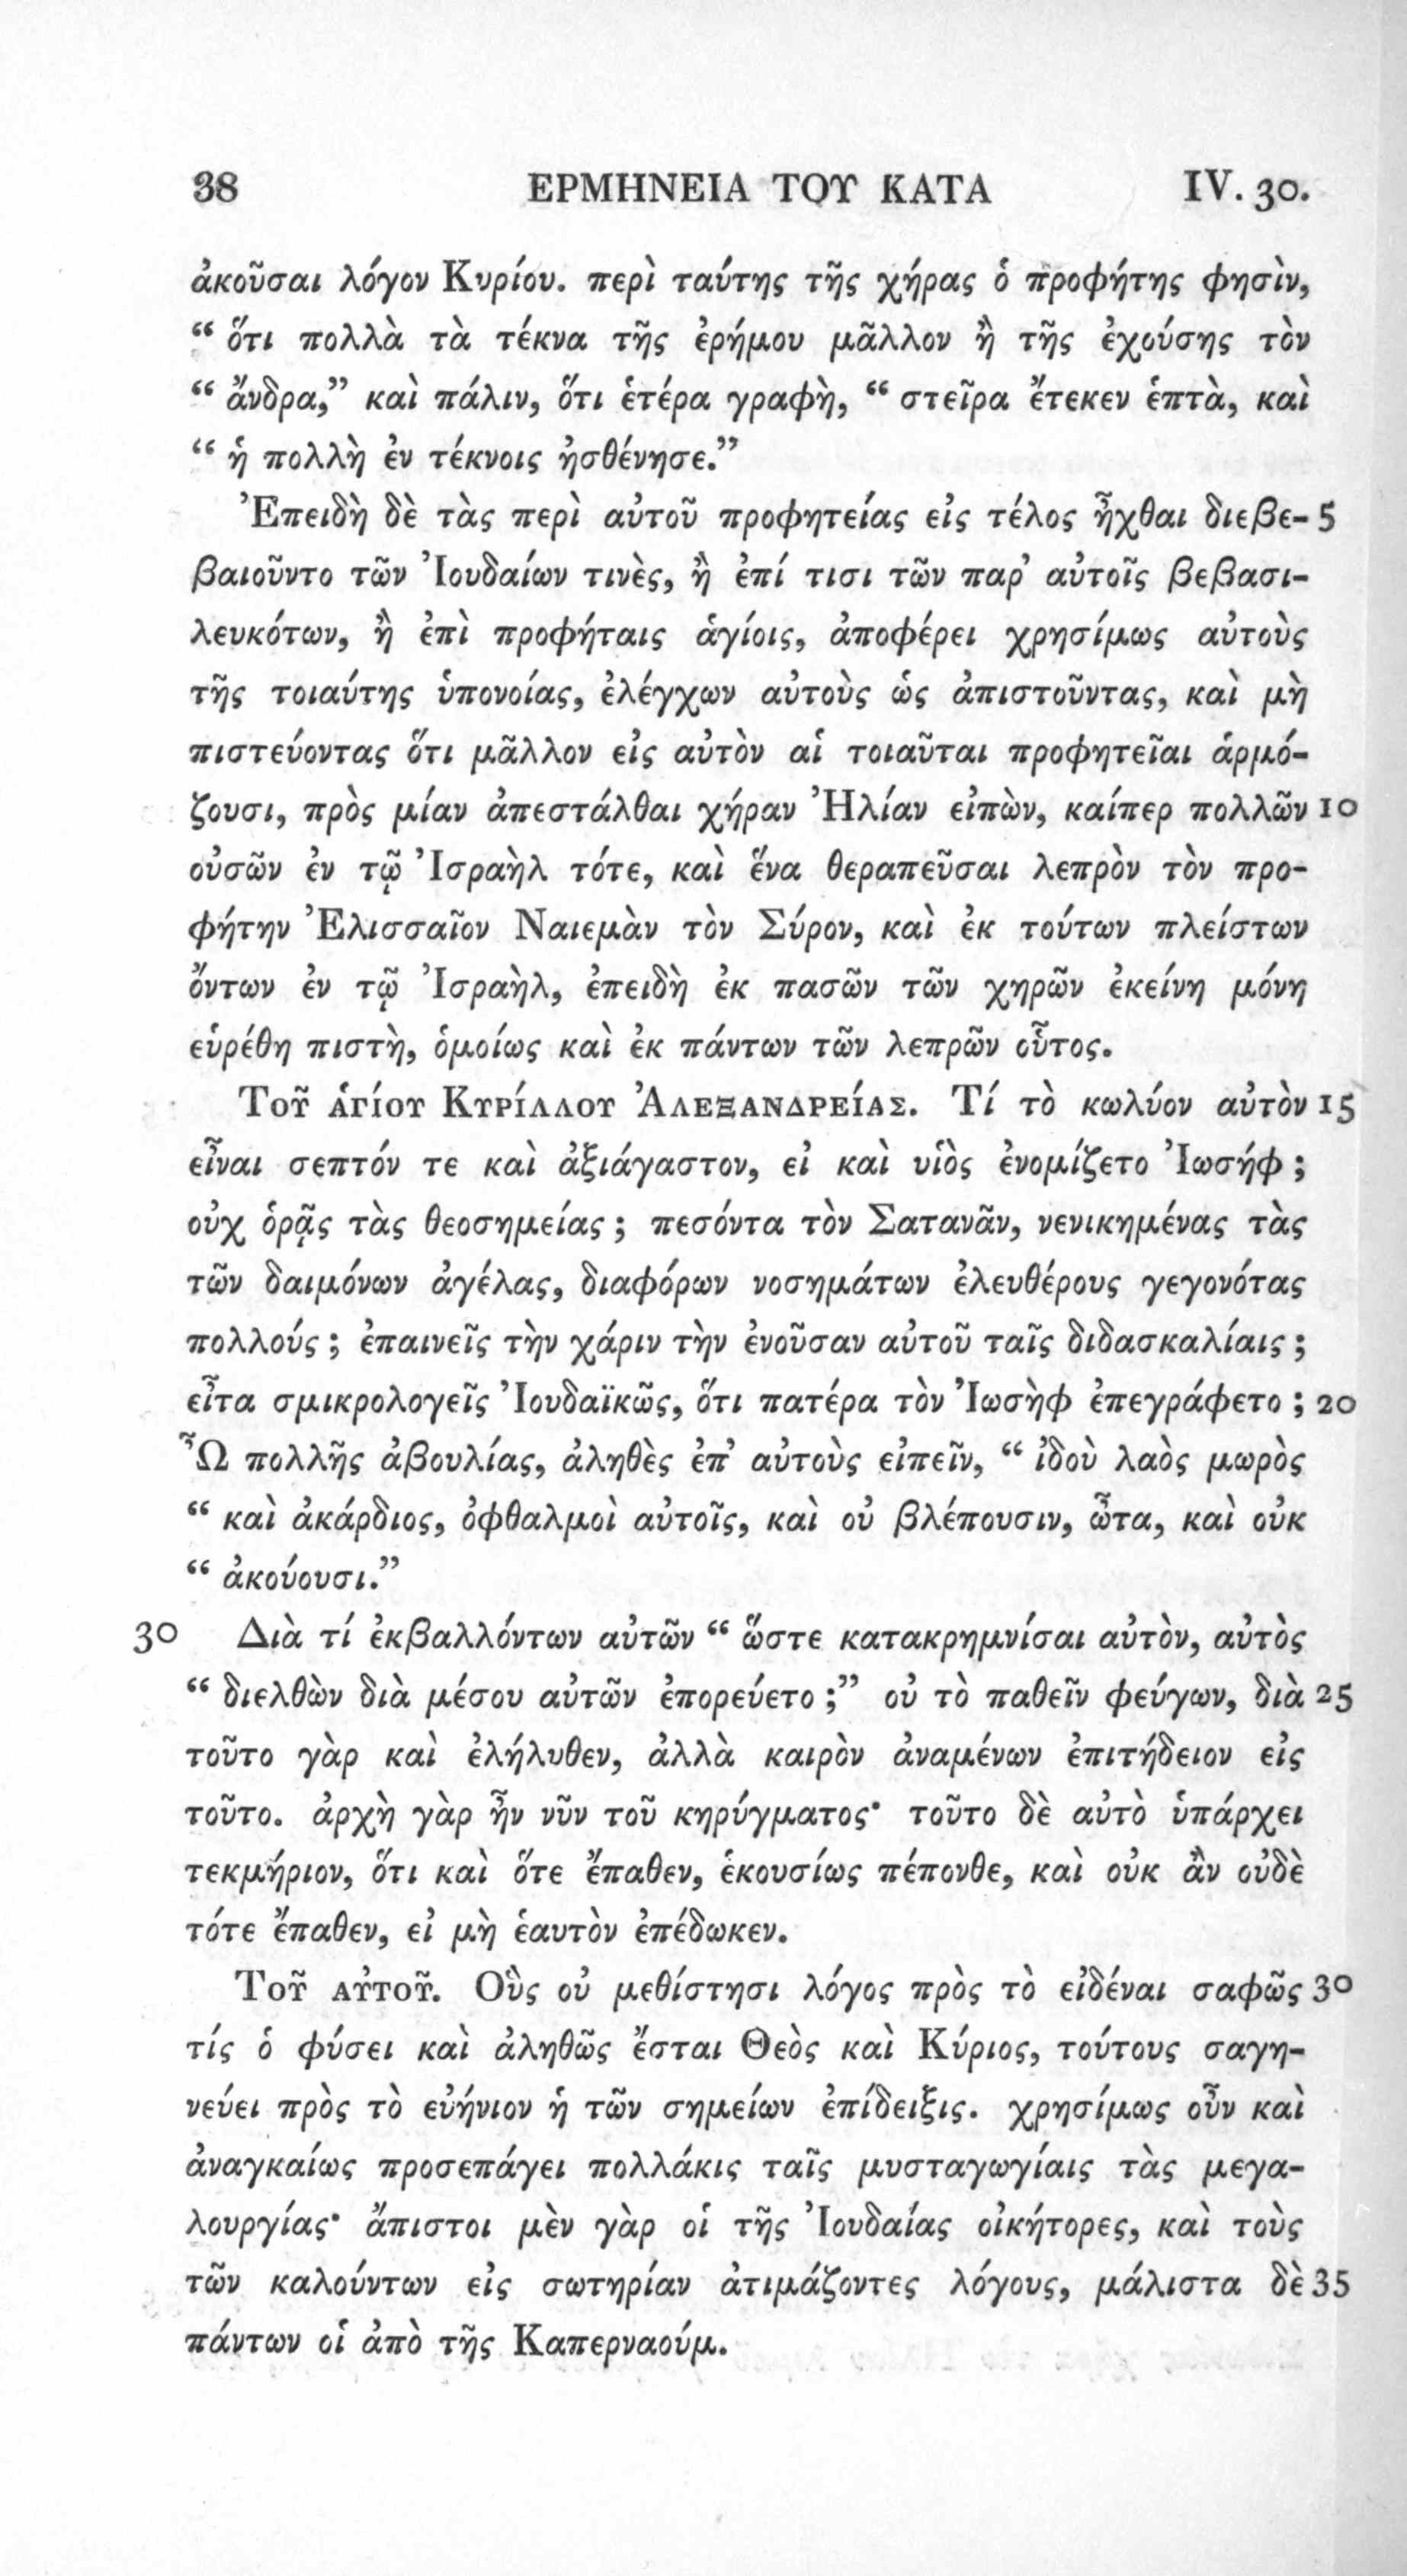 38 ΕΡΜΗΝΕΙΑ ΤΟΥ ΚΑΤΑ IV. 30.
ἀκοῦσαι λόγον Κυρίου. περὶ ταύτης τῆς χήρας ὁ προφήτης φησὶν,
“ ὅτι πολλὰ τὰ τέκνα τῆς ἐρήμου μᾶλλον ἢ τῆς ἐχούσης τὸν
“ ἄνδρα,” καὶ πάλιν, ὅτι ἑτέρα γραφὴ, “ στεῖρα ἔτεκεν ἑπτὰ, καὶ
“ ἡ πολλὴ ἐν τέκνοις ἠσθένησε.”
Ἐπειδὴ δὲ τὰς περὶ αὐτοῦ προφητείας εἰς τέλος ἦχθαι διεβε- 5
βαιοῦντο τῶν Ἰουδαίων τινὲς, ἢ ἐπί τισι τῶν παρ’ αὐτοῖς βεβασι-
λευκότων, ἢ ἐπὶ προφήταις ἁγίοις, ἀποφέρει χρησίμως αὐτοὺς
τῆς τοιαύτης ὑπονοίας, ἐλέγχων αὐτοὺς ὡς ἀπιστοῦντας, καὶ μὴ
πιστεύοντας ὅτι μᾶλλον εἰς αὐτὸν αἱ τοιαῦται προφητεῖαι ἁρμό-
ζουσι, πρὸς μίαν ἀπεστάλθαι χήραν Ἠλίαν εἰπὼν, καίπερ πολλῶν 10
οὐσῶν ἐν τῷ Ἰσραὴλ τότε, καὶ ἕνα θεραπεῦσαι λεπρὸν τὸν προ-
φήτην Ἐλισσαῖον Ναιεμὰν τὸν Σύρον, καὶ ἐκ τούτων πλείστων
ὄντων ἐν τῷ Ἰσραὴλ, ἐπειδὴ ἐκ πασῶν τῶν χηρῶν ἐκείνη μόνη
εὑρέθη πιστὴ, ὁμοίως καὶ ἐκ πάντων τῶν λεπρῶν οὗτος.
Τοῦ ἁγίου Κυρίλλου Ἀλεξανδρείας. Τί τὸ κωλύον αὐτὸν 15
εἶναι σεπτόν τε καὶ ἀξιάγαστον, εἰ καὶ υἱὸς ἐνομίζετο Ἰωσήφ ;
οὐχ ὁρᾷς τὰς θεοσημείας ; πεσόντα τὸν Σατανᾶν, νενικημένας τὰς
τῶν δαιμόνων ἀγέλας, διαφόρων νοσημάτων ἐλευθέρους γεγονότας
πολλούς ; ἐπαινεῖς τὴν χάριν τὴν ἐνοῦσαν αὐτοῦ ταῖς διδασκαλίαις ;
εἶτα σμικρολογεῖς Ἰουδαϊκῶς, ὅτι πατέρα τὸν Ἰωσὴφ ἐπεγράφετο ; 20
Ὦ πολλῆς ἀβουλίας, ἀληθὲς ἐπ’ αὐτοὺς εἰπεῖν, “ ἰδοὺ λαὸς μωρὸς
“ καὶ ἀκάρδιος, ὀφθαλμοὶ αὐτοῖς, καὶ οὐ βλέπουσιν, ὦτα, καὶ οὐκ
“ ἀκούουσι.”
30 Διὰ τί ἐκβαλλόντων αὐτῶν “ ὥστε κατακρημνίσαι αὐτὸν, αὐτὸς
“ διελθὼν διὰ μέσου αὐτῶν ἐπορεύετο ;” οὐ τὸ παθεῖν φεύγων, διὰ 25
τοῦτο γὰρ καὶ ἐλήλυθεν, ἀλλὰ καιρὸν ἀναμένων ἐπιτήδειον εἰς
τοῦτο. ἀρχὴ γὰρ ἦν νῦν τοῦ κηρύγματος· τοῦτο δὲ αὐτὸ ὑπάρχει
τεκμήριον, ὅτι καὶ ὅτε ἔπαθεν, ἑκουσίως πέπονθε, καὶ οὐκ ἂν οὐδὲ
τότε ἔπαθεν, εἰ μὴ ἑαυτὸν ἐπέδωκεν.
Τοῦ αὐτοῦ. Οὓς οὐ μεθίστησι λόγος πρὸς τὸ εἰδέναι σαφῶς 30
τίς ὁ φύσει καὶ ἀληθῶς ἔσται Θεὸς καὶ Κύριος, τούτους σαγη-
νεύει πρὸς τὸ εὐήνιον ἡ τῶν σημείων ἐπίδειξις. χρησίμως οὖν καὶ
ἀναγκαίως προσεπάγει πολλάκις ταῖς μυσταγωγίαις τὰς μεγα-
λουργίας· ἄπιστοι μὲν γὰρ οἱ τῆς Ἰουδαίας οἰκήτορες, καὶ τοὺς
τῶν καλούντων εἰς σωτηρίαν ἀτιμάζοντες λόγους, μάλιστα δὲ 35
πάντων οἱ ἀπὸ τῆς Καπερναούμ.